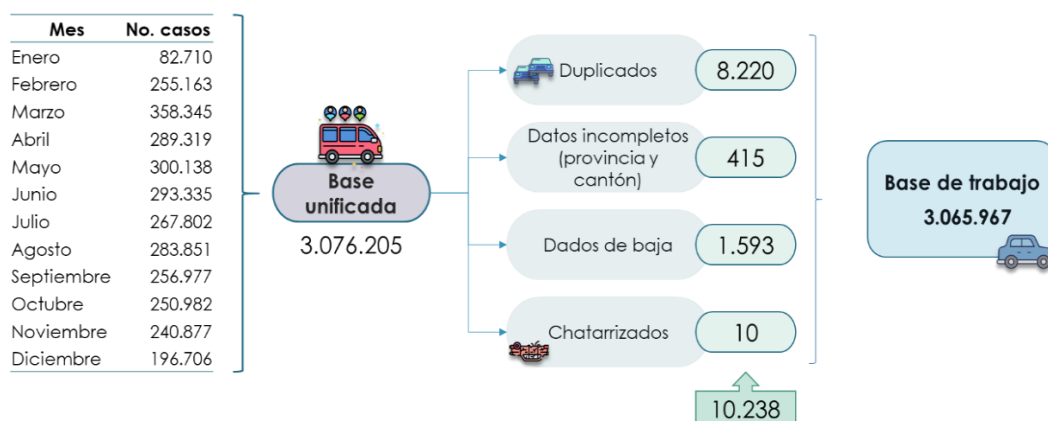 Mes No. casos
Enero 82.710
Febrero 255.163
Marzo 358.345
Abril 289.319
Mayo 300.138
Junio 293.335
Julio 267.802
Agosto 283.851
Septiembre 256.977
Octubre 250.982
Noviembre 240.877
Diciembre 196.706
Base
unificada
3.076.205
Duplicados 8.220
Datos incompletos
(provincia y
cantón)
415
Dados de baja 1.593
Chatarrizados 10
10.238
Base de trabajo
3.065.967